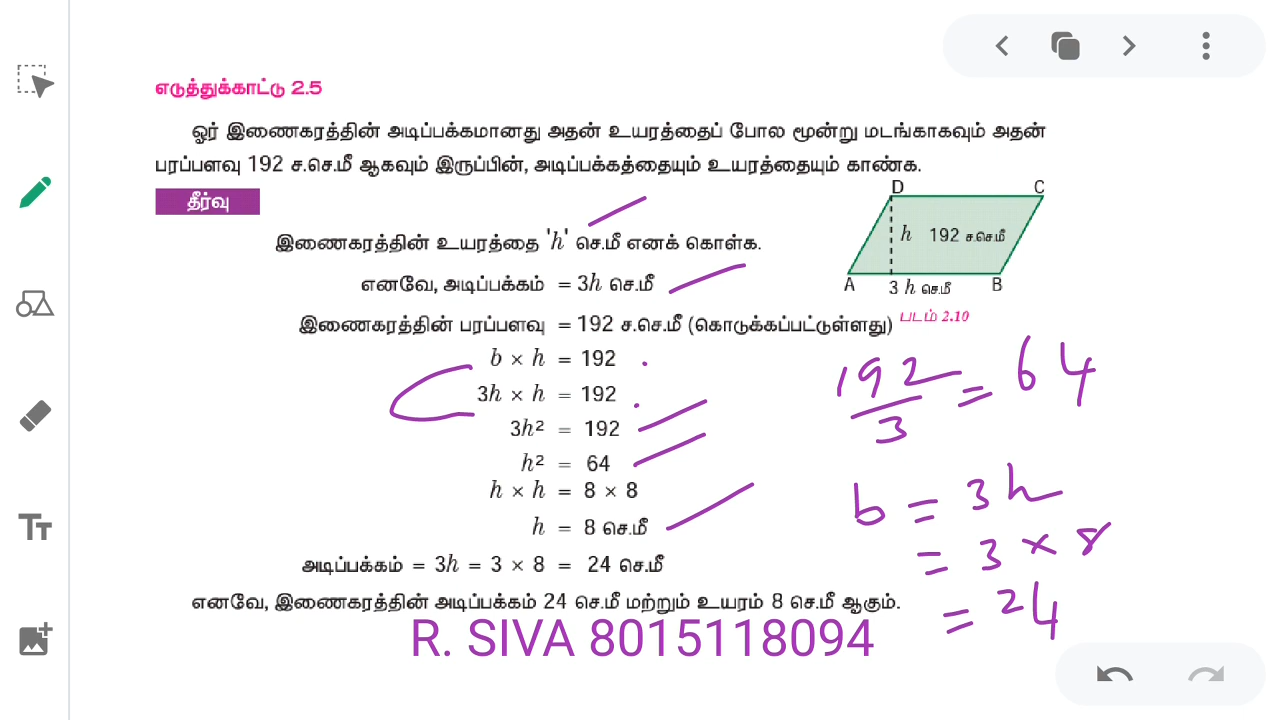 எடுத்துக்காட்டு 2.5
ஓர் இணைகரத்தின் அடிப்பக்கமானது அதன் உயரத்தைப் போல மூன்று மடங்காகவும் அதன்
பரப்பளவு 192 ச.செ.மீ ஆகவும் இருப்பின், அடிப்பக்கத்தையும் உயரத்தையும் காண்க.
தீர்வு
இணைகரத்தின் உயரத்தை 'h' செ.மீ எனக் கொள்க.
எனவே, அடிப்பக்கம் = 3h செ.மீ
இணைகரத்தின் பரப்பளவு = 192 ச.செ.மீ (கொடுக்கப்பட்டுள்ளது)
b × h = 192
3h × h = 192
3h² = 192
h² = 64
h × h = 8 × 8
h = 8 செ.மீ
அடிப்பக்கம் = 3h = 3 × 8 = 24 செ.மீ
எனவே, இணைகரத்தின் அடிப்பக்கம் 24 செ.மீ மற்றும் உயரம் 8 செ.மீ ஆகும்.
D C
h 192 ச.செ.மீ
A 3 h செ.மீ B
படம் 2.10
192/3 = 64
b = 3h
= 3 × 8
= 24
R. SIVA 8015118094
Tт